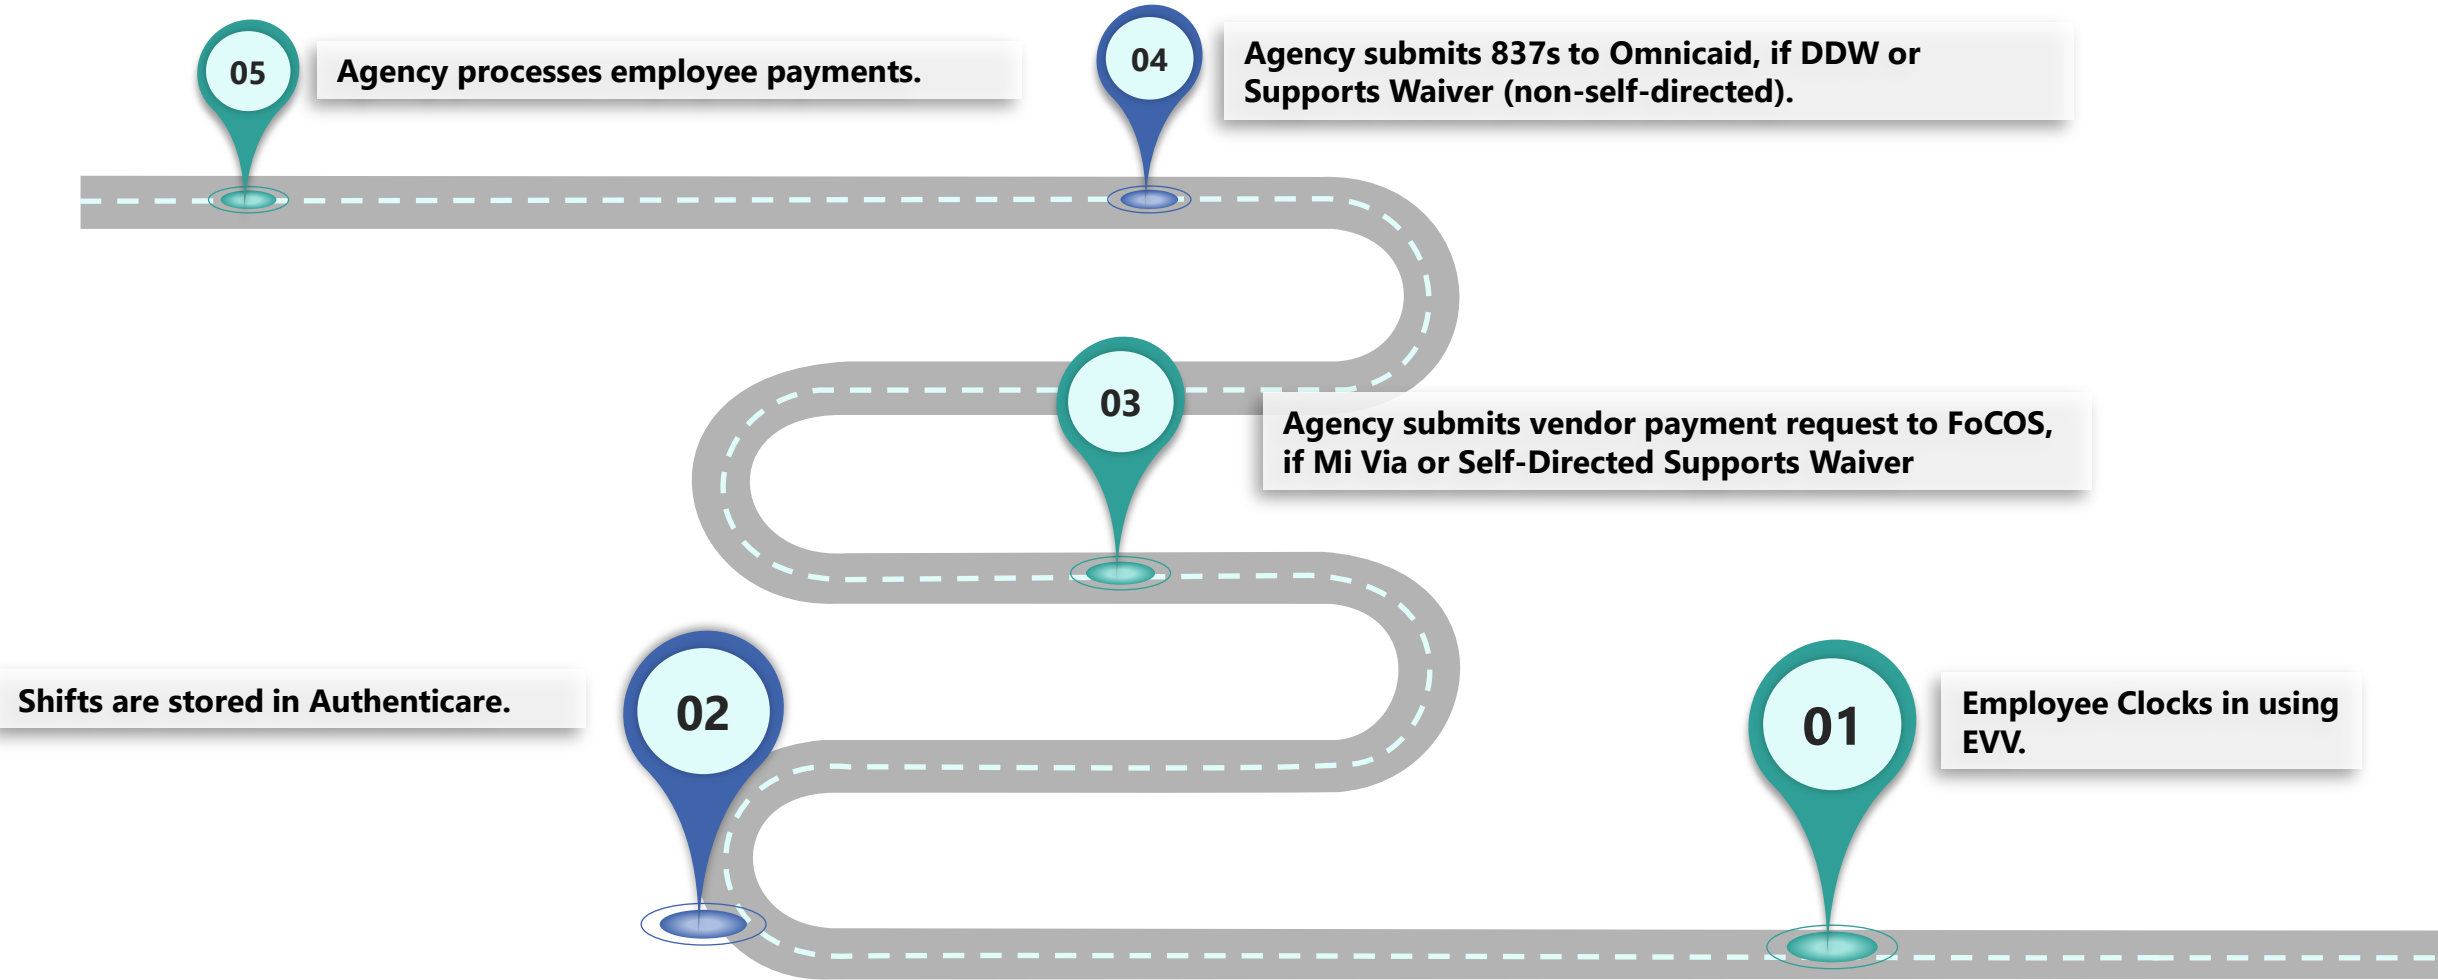 05
Agency processes employee payments.
04
Agency submits 837s to Omnicaid, if DDW or
Supports Waiver (non-self-directed).
03
Agency submits vendor payment request to FoCOS,
if Mi Via or Self-Directed Supports Waiver
Shifts are stored in Authenticare.
02
01
Employee Clocks in using
EVV.